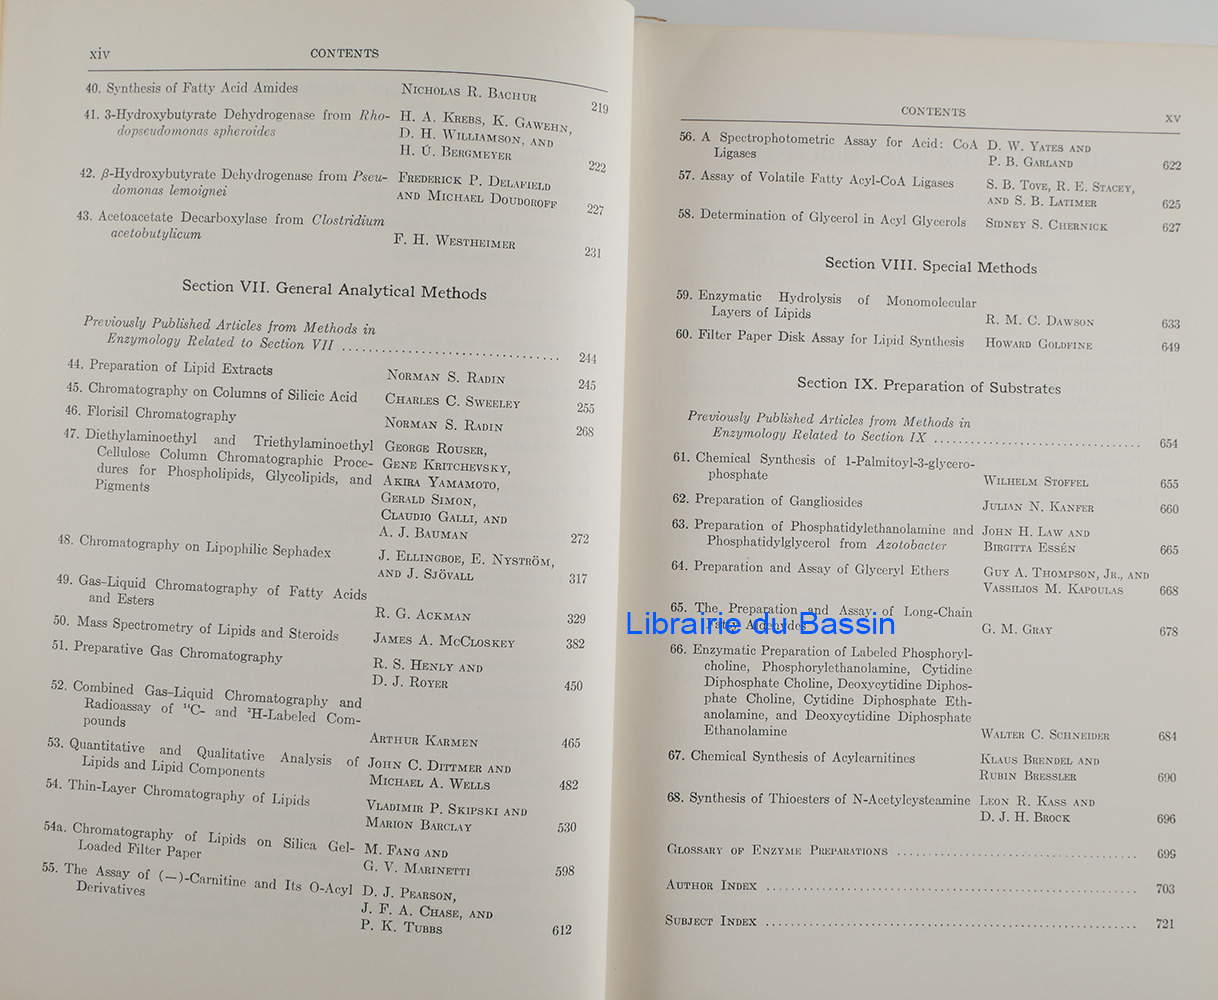 xiv CONTENTS
40. Synthesis of Fatty Acid Amides NICHOLAS R. BACHUR 219
41. 3-Hydroxybutyrate Dehydrogenase from Rho- H. A. KREBS, K. GAWEHN,
dopseudomonas spheroides D. H. WILLIAMSON, AND
H. U. BERGMEYER 222
42. β-Hydroxybutyrate Dehydrogenase from Pseu- FREDERICK P. DELAFIELD
domonas lemoignei AND MICHAEL DOUDOROFF 227
43. Acetoacetate Decarboxylase from Clostridium
acetobutylicum F. H. WESTHEIMER 231
Section VII. General Analytical Methods
Previously Published Articles from Methods in
Enzymology Related to Section VII . . . . . . . . . . 244
44. Preparation of Lipid Extracts NORMAN S. RADIN 245
45. Chromatography on Columns of Silicic Acid CHARLES C. SWEELEY 255
46. Florisil Chromatography NORMAN S. RADIN 268
47. Diethylaminoethyl and Triethylaminoethyl GEORGE ROUSER,
Cellulose Column Chromatographic Proce- GENE KRITCHEVSKY,
dures for Phospholipids, Glycolipids, and AKIRA YAMAMOTO,
Pigments GERALD SIMON,
CLAUDIO GALLI, AND
A. J. BAUMAN 272
48. Chromatography on Lipophilic Sephadex J. ELLINGBOE, E. NYSTRÖM,
AND J. SJÖVALL 317
49. Gas-Liquid Chromatography of Fatty Acids
and Esters R. G. ACKMAN 329
50. Mass Spectrometry of Lipids and Steroids JAMES A. MCCLOSKEY 382
51. Preparative Gas Chromatography R. S. HENLY AND
D. J. ROYER 450
52. Combined Gas-Liquid Chromatography and
Radioassay of ¹⁴C- and ³H-Labeled Com-
pounds ARTHUR KARMEN 465
53. Quantitative and Qualitative Analysis of JOHN C. DITTMER AND
Lipids and Lipid Components MICHAEL A. WELLS 482
54. Thin-Layer Chromatography of Lipids VLADIMIR P. SKIPSKI AND
MARION BARCLAY 530
54a. Chromatography of Lipids on Silica Gel- M. FANG AND
Loaded Filter Paper G. V. MARINETTI 598
55. The Assay of (−)-Carnitine and Its O-Acyl D. J. PEARSON,
Derivatives J. F. A. CHASE, AND
P. K. TUBBS 612
CONTENTS XV
56. A Spectrophotometric Assay for Acid: CoA D. W. YATES AND
Ligases P. B. GARLAND 622
57. Assay of Volatile Fatty Acyl-CoA Ligases S. B. TOVE, R. E. STACEY,
AND S. B. LATIMER 625
58. Determination of Glycerol in Acyl Glycerols SIDNEY S. CHERNICK 627
Section VIII. Special Methods
59. Enzymatic Hydrolysis of Monomolecular
Layers of Lipids R. M. C. DAWSON 633
60. Filter Paper Disk Assay for Lipid Synthesis HOWARD GOLDFINE 649
Section IX. Preparation of Substrates
Previously Published Articles from Methods in
Enzymology Related to Section IX . . . . . . . . . . 654
61. Chemical Synthesis of 1-Palmitoyl-3-glycero-
phosphate WILHELM STOFFEL 655
62. Preparation of Gangliosides JULIAN N. KANFER 660
63. Preparation of Phosphatidylethanolamine and JOHN H. LAW AND
Phosphatidylglycerol from Azotobacter BIRGITTA ESSÉN 665
64. Preparation and Assay of Glyceryl Ethers GUY A. THOMPSON, JR., AND
VASSILIOS M. KAPOULAS 668
65. The Preparation and Assay of Long-Chain
Fatty Aldehydes G. M. GRAY 678
Librairie du Bassin
66. Enzymatic Preparation of Labeled Phosphoryl-
choline, Phosphorylethanolamine, Cytidine
Diphosphate Choline, Deoxycytidine Diphos-
phate Choline, Cytidine Diphosphate Eth-
anolamine, and Deoxycytidine Diphosphate
Ethanolamine WALTER C. SCHNEIDER 684
67. Chemical Synthesis of Acylcarnitines KLAUS BRENDEL AND
RUBIN BRESSLER 690
68. Synthesis of Thioesters of N-Acetylcysteamine LEON R. KASS AND
D. J. H. BROCK 696
GLOSSARY OF ENZYME PREPARATIONS . . . . . . . . . . 699
AUTHOR INDEX . . . . . . . . . . 703
SUBJECT INDEX . . . . . . . . . . 721